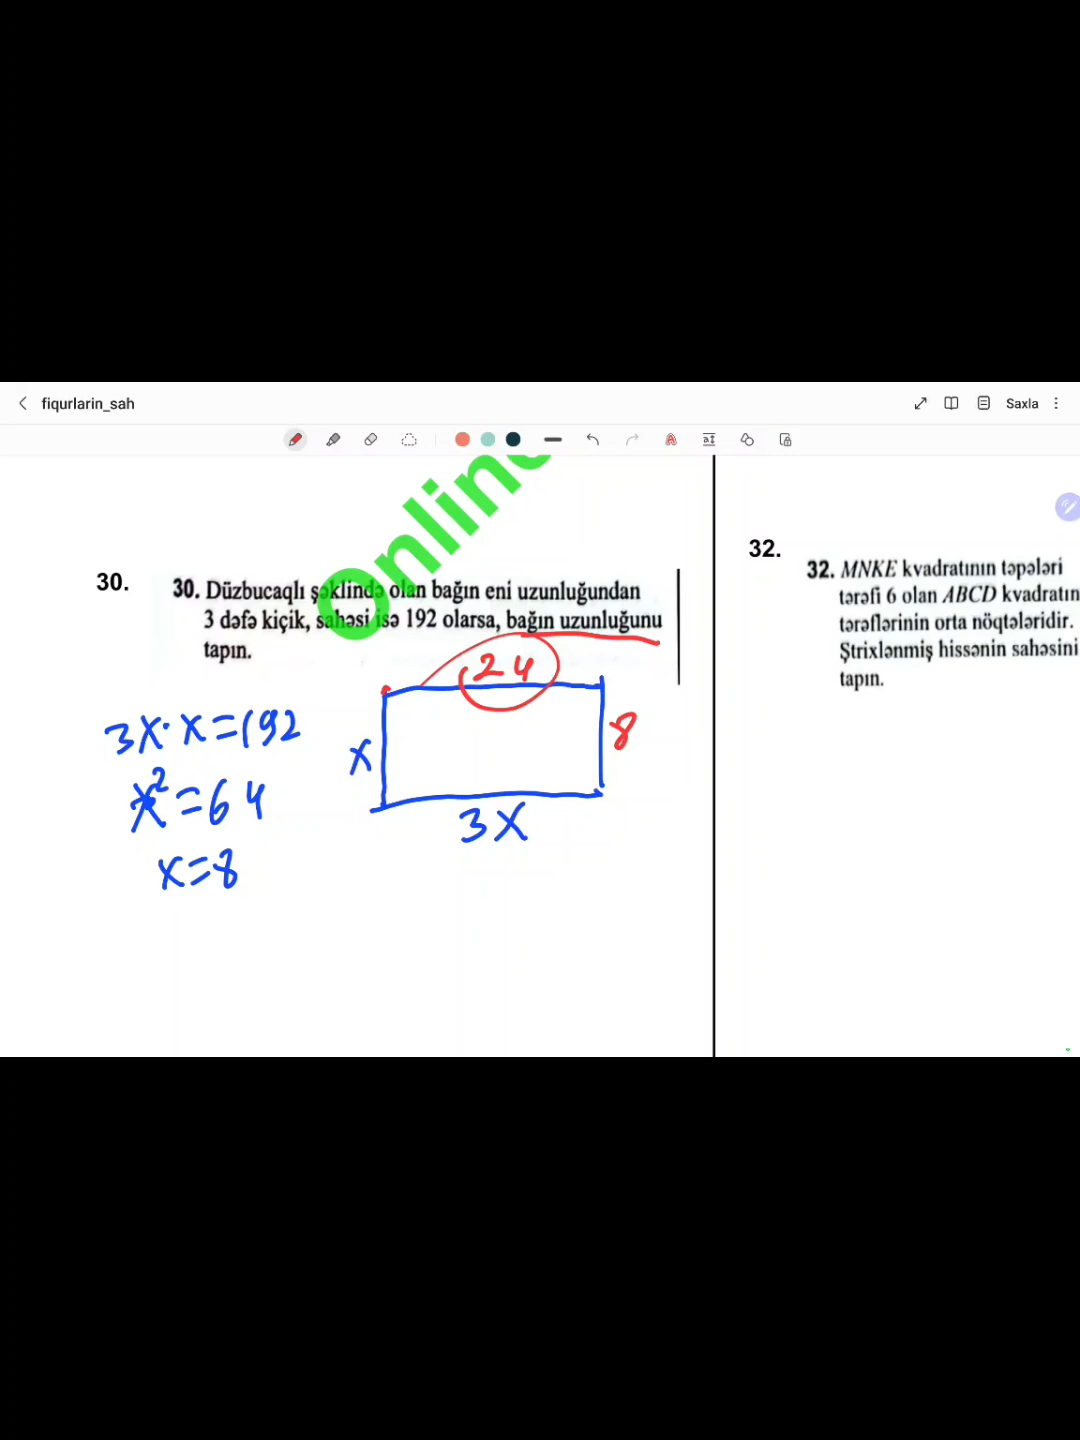 fiqurlarin_sah
Saxla
Online
30.
30. Düzbucaqlı şəklində olan bağın eni uzunluğundan
3 dəfə kiçik, sahəsi isə 192 olarsa, bağın uzunluğunu
tapın.
24
8
x
3x
3x·x=192
x²=64
x=8
32.
32. MNKE kvadratının təpələri
tərəfi 6 olan ABCD kvadratın
tərəflərinin orta nöqtələridir.
Ştrixlənmiş hissənin sahəsini
tapın.